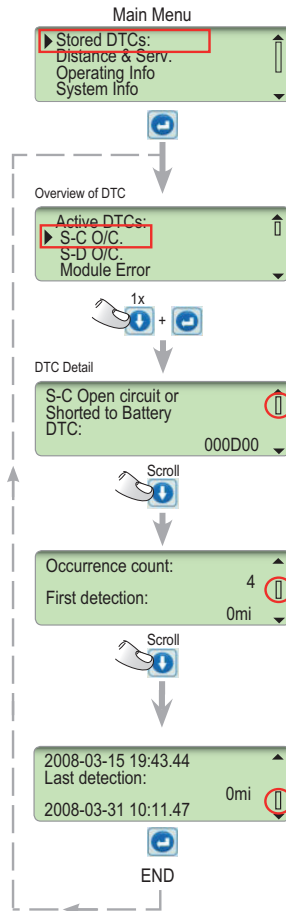 Main Menu
Stored DTCs:
Distance & Serv.
Operating Info
System Info
Overview of DTC
Active DTCs:
S-C O/C.
S-D O/C.
Module Error
1x
+
DTC Detail
S-C Open circuit or
Shorted to Battery
DTC:
000D00
Scroll
Occurrence count:
4
First detection:
0mi
Scroll
2008-03-15 19:43.44
Last detection:
0mi
2008-03-31 10:11.47
END